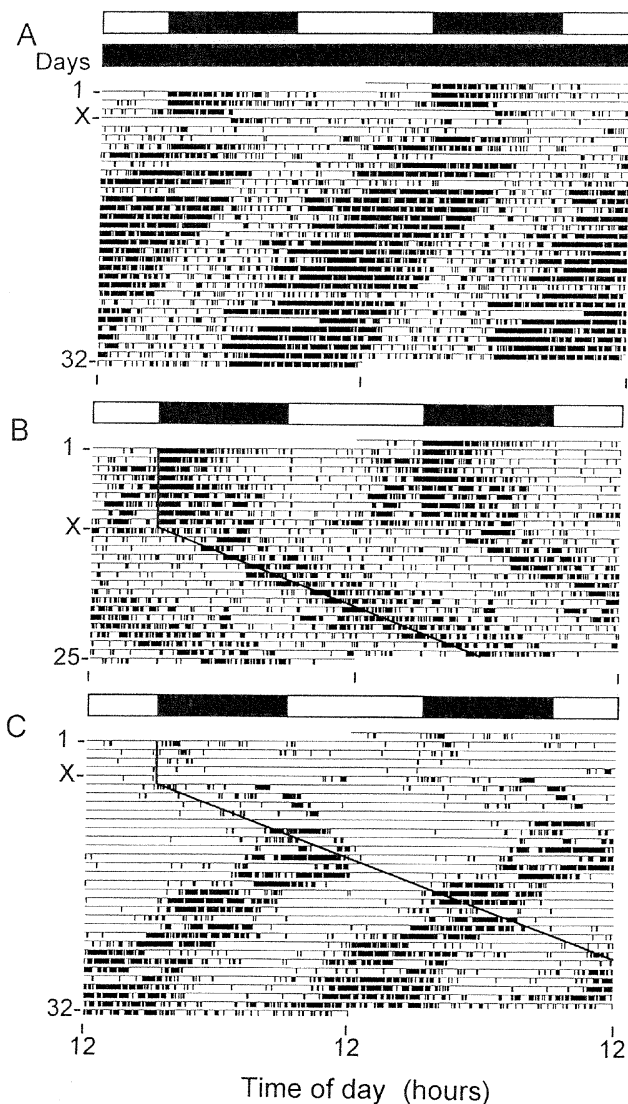 A
Days
1 -
X-
32-
B
1 -
X-
25-
C
1 -
X-
32-
12 12 12
Time of day (hours)